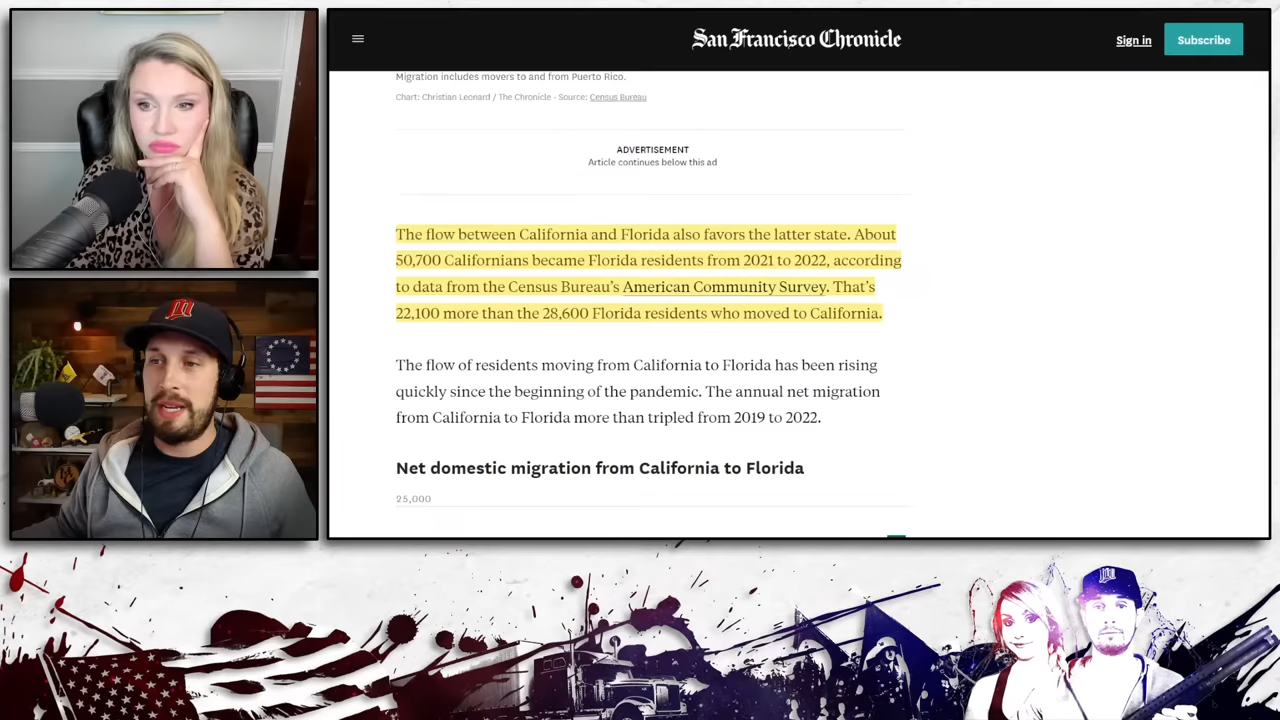 San Francisco Chronicle
Sign in
Subscribe
Migration includes movers to and from Puerto Rico.
Chart: Christian Leonard / The Chronicle - Source: Census Bureau
ADVERTISEMENT
Article continues below this ad
The flow between California and Florida also favors the latter state. About
50,700 Californians became Florida residents from 2021 to 2022, according
to data from the Census Bureau's American Community Survey. That's
22,100 more than the 28,600 Florida residents who moved to California.
The flow of residents moving from California to Florida has been rising
quickly since the beginning of the pandemic. The annual net migration
from California to Florida more than tripled from 2019 to 2022.
Net domestic migration from California to Florida
25,000